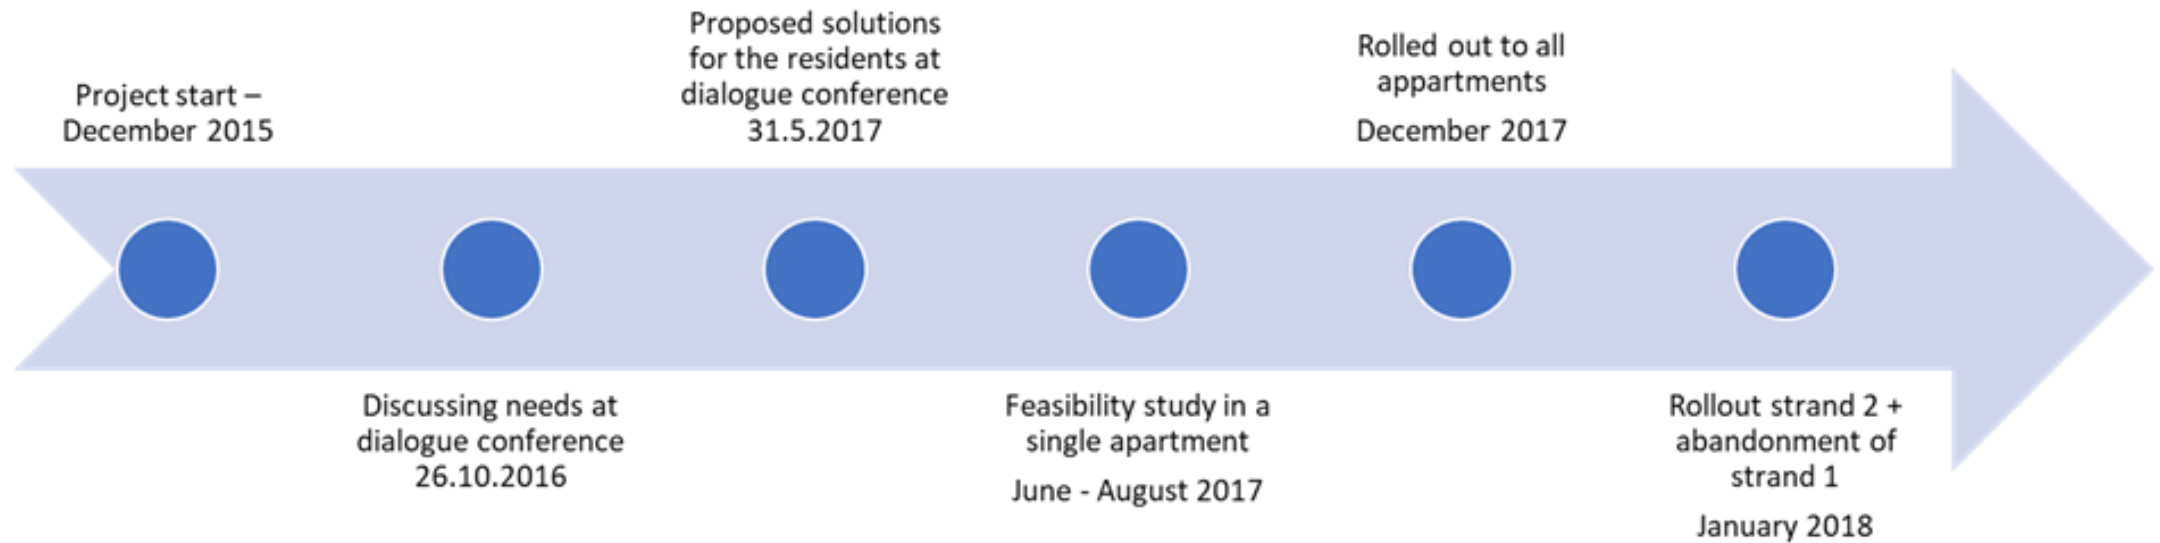 Project start –
December 2015
Discussing needs at
dialogue conference
26.10.2016
Proposed solutions
for the residents at
dialogue conference
31.5.2017
Feasibility study in a
single apartment
June - August 2017
Rolled out to all
appartments
December 2017
Rollout strand 2 +
abandonment of
strand 1
January 2018